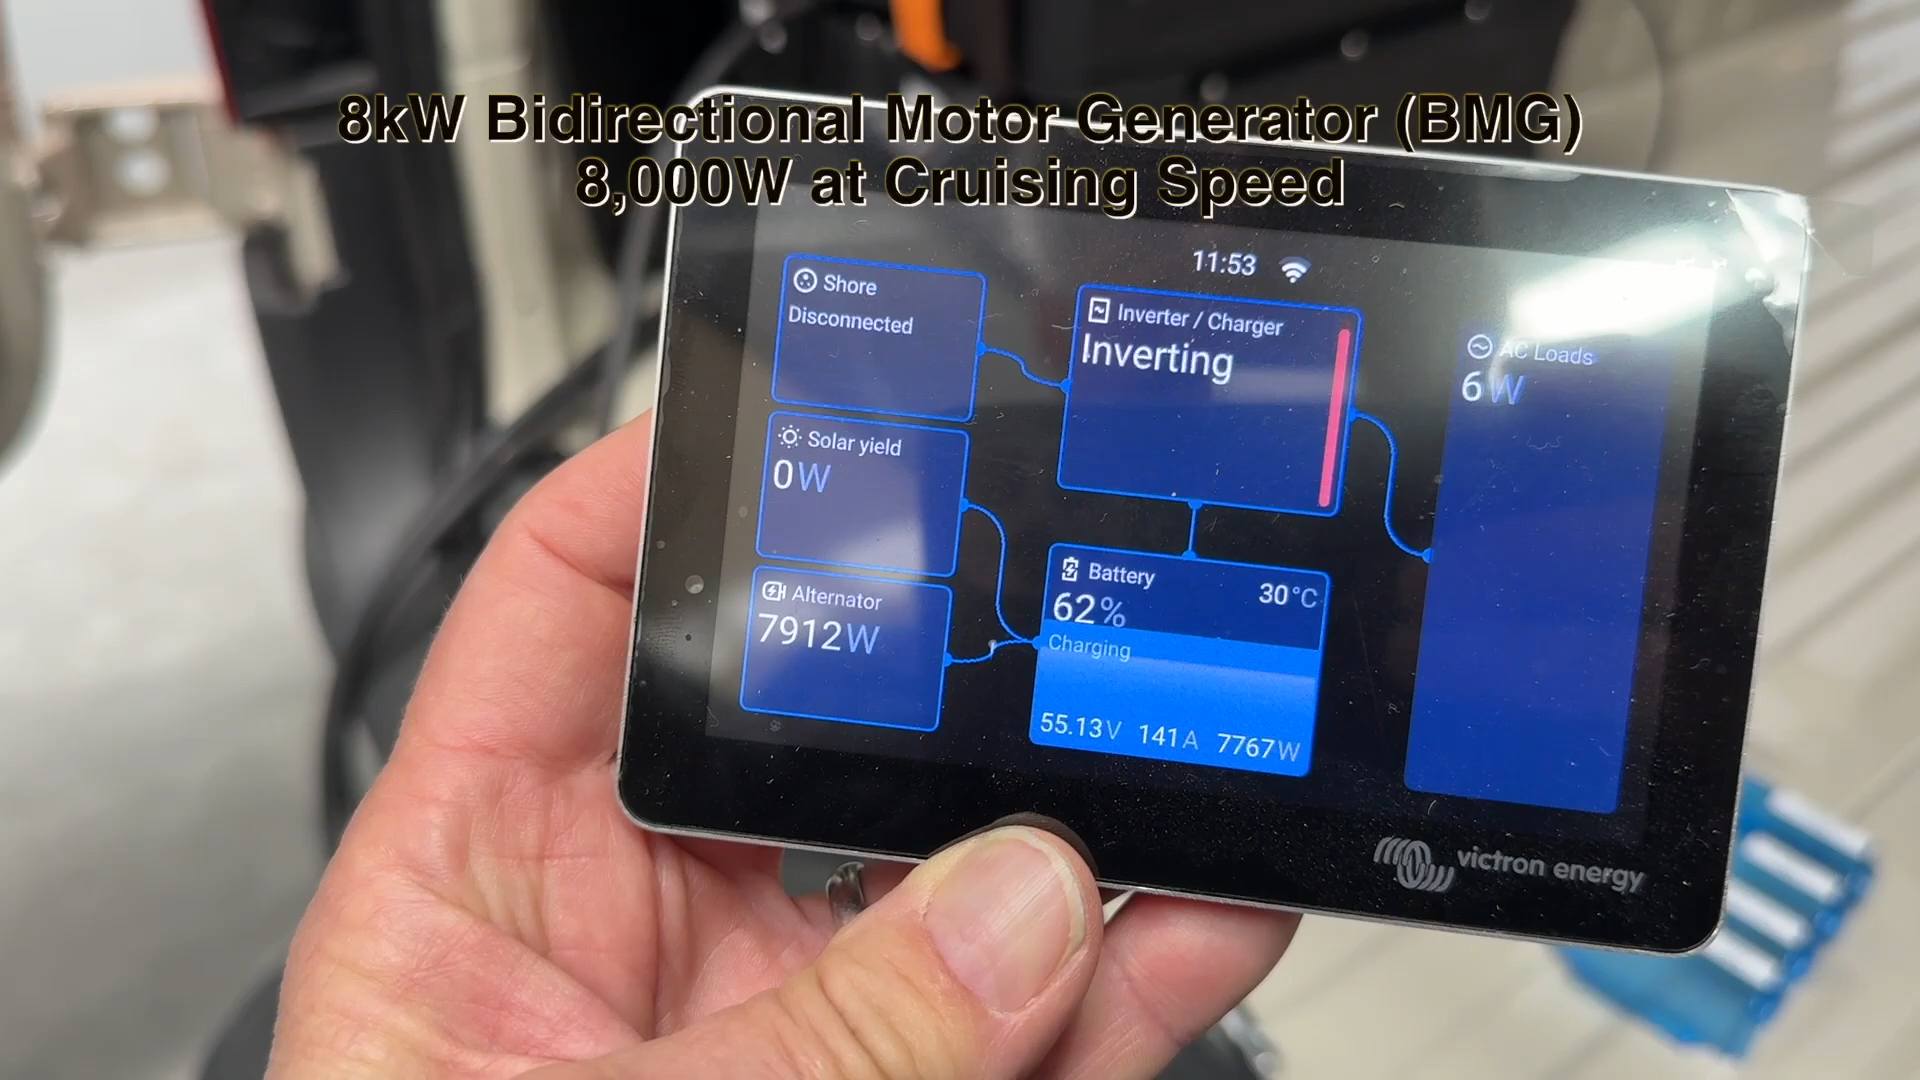 8kW Bidirectional Motor Generator (BMG)
8,000W at Cruising Speed
11:53
Shore
Disconnected
Inverter / Charger
Inverting
AC Loads
6W
Solar yield
0W
Alternator
7912W
Battery
30°C
62%
Charging
55.13V 141A 7767W
victron energy